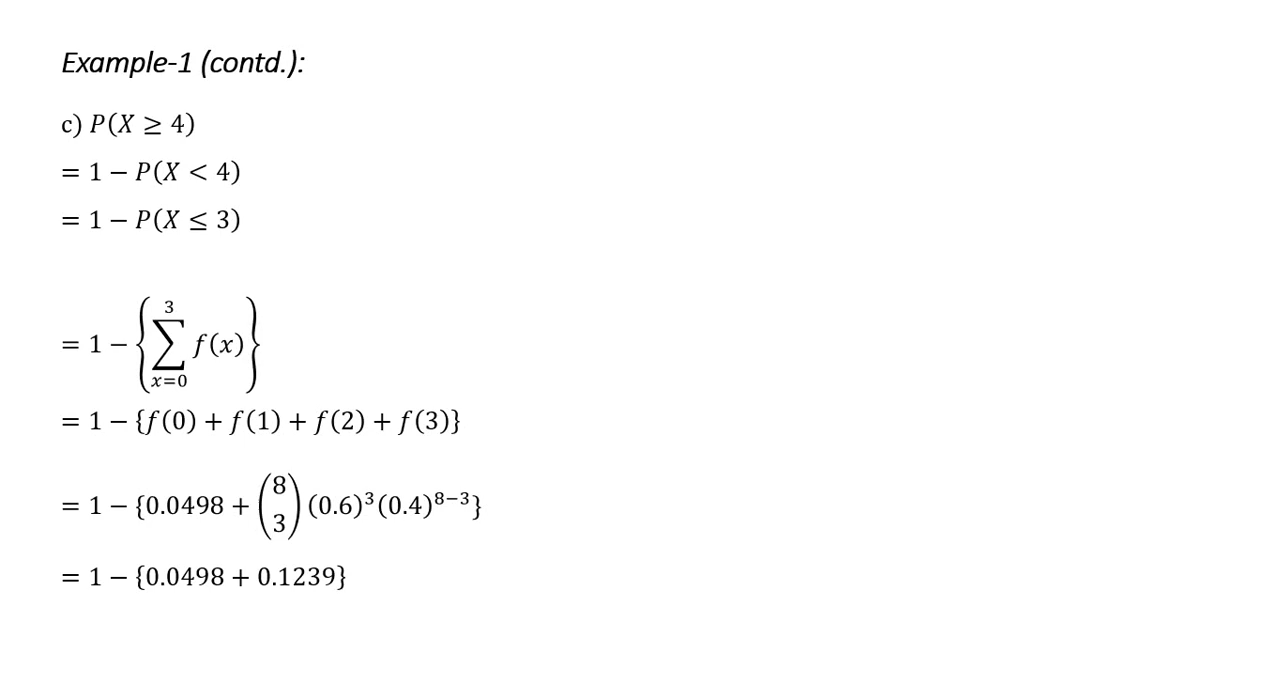 Example-1 (contd.):
c) P(X ≥ 4)
= 1 − P(X < 4)
= 1 − P(X ≤ 3)
= 1 − {∑_{x=0}^{3} f(x)}
= 1 − {f(0) + f(1) + f(2) + f(3)}
= 1 − {0.0498 + (8 3) (0.6)³(0.4)⁸⁻³}
= 1 − {0.0498 + 0.1239}